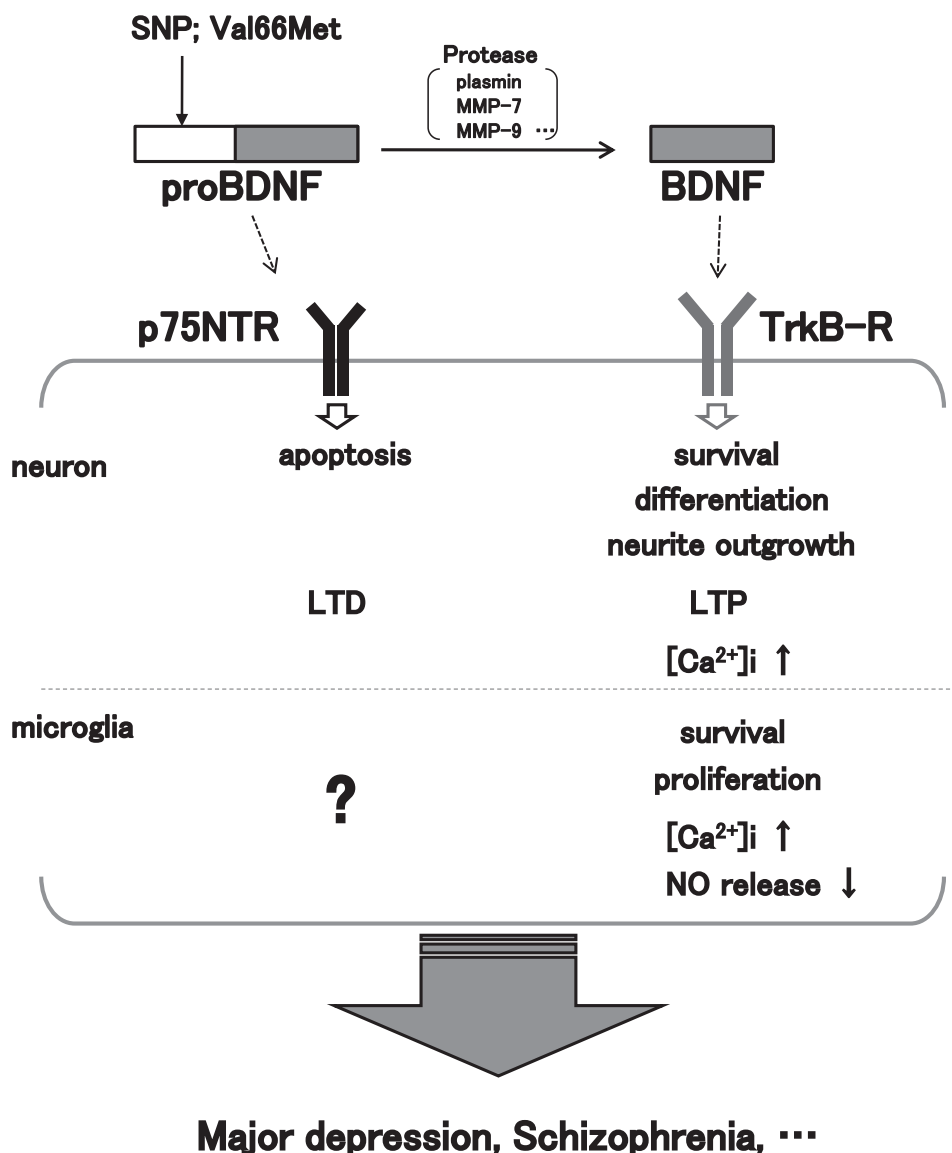 SNP; Val66Met
Protease
plasmin
MMP-7
MMP-9 …
proBDNF
BDNF
p75NTR
TrkB-R
neuron
apoptosis
survival
differentiation
neurite outgrowth
LTD
LTP
[Ca²⁺]i ↑
microglia
?
survival
proliferation
[Ca²⁺]i ↑
NO release ↓
Major depression, Schizophrenia, …